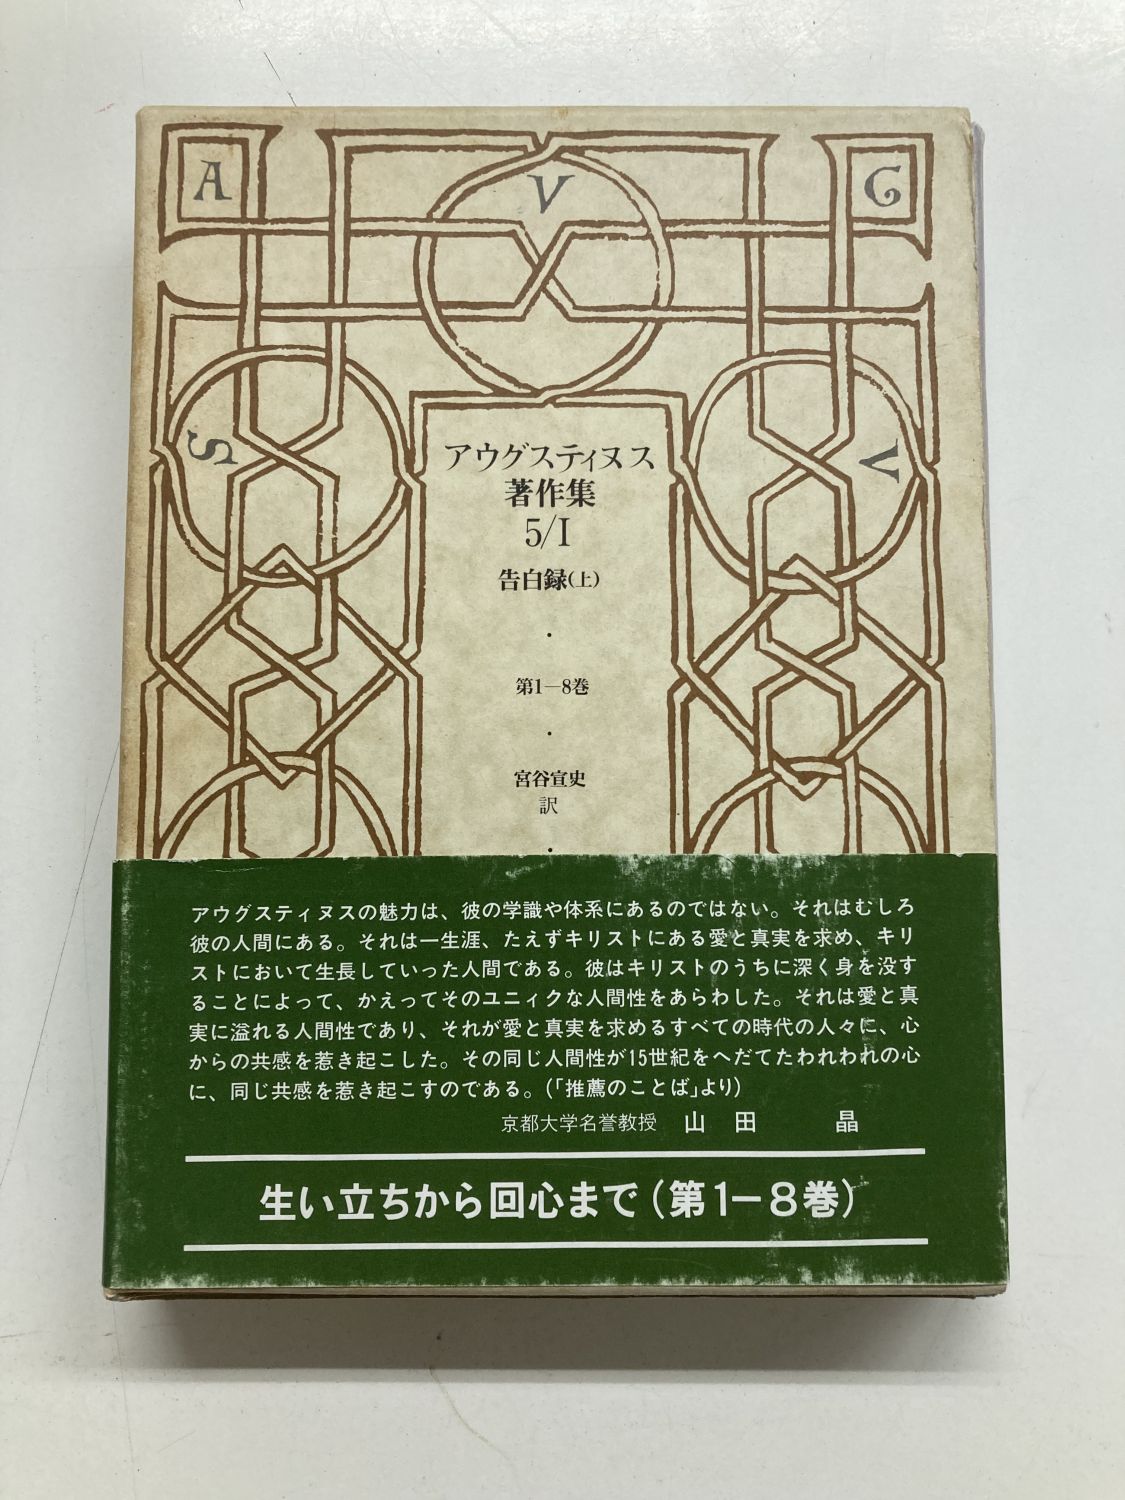 A V G
S V
アウグスティヌス
著作集
5/I
告白録(上)
・
第1—8巻
・
宮谷宣史
訳
・
アウグスティヌスの魅力は、彼の学識や体系にあるのではない。それはむしろ
彼の人間にある。それは一生涯、たえずキリストにある愛と真実を求め、キリ
ストにおいて生長していった人間である。彼はキリストのうちに深く身を没す
ることによって、かえってそのユニィクな人間性をあらわした。それは愛と真
実に溢れる人間性であり、それが愛と真実を求めるすべての時代の人々に、心
からの共感を惹き起こした。その同じ人間性が15世紀をへだてたわれわれの心
に、同じ共感を惹き起こすのである。(「推薦のことば」より)
京都大学名誉教授 山田 晶
生い立ちから回心まで(第1−8巻)